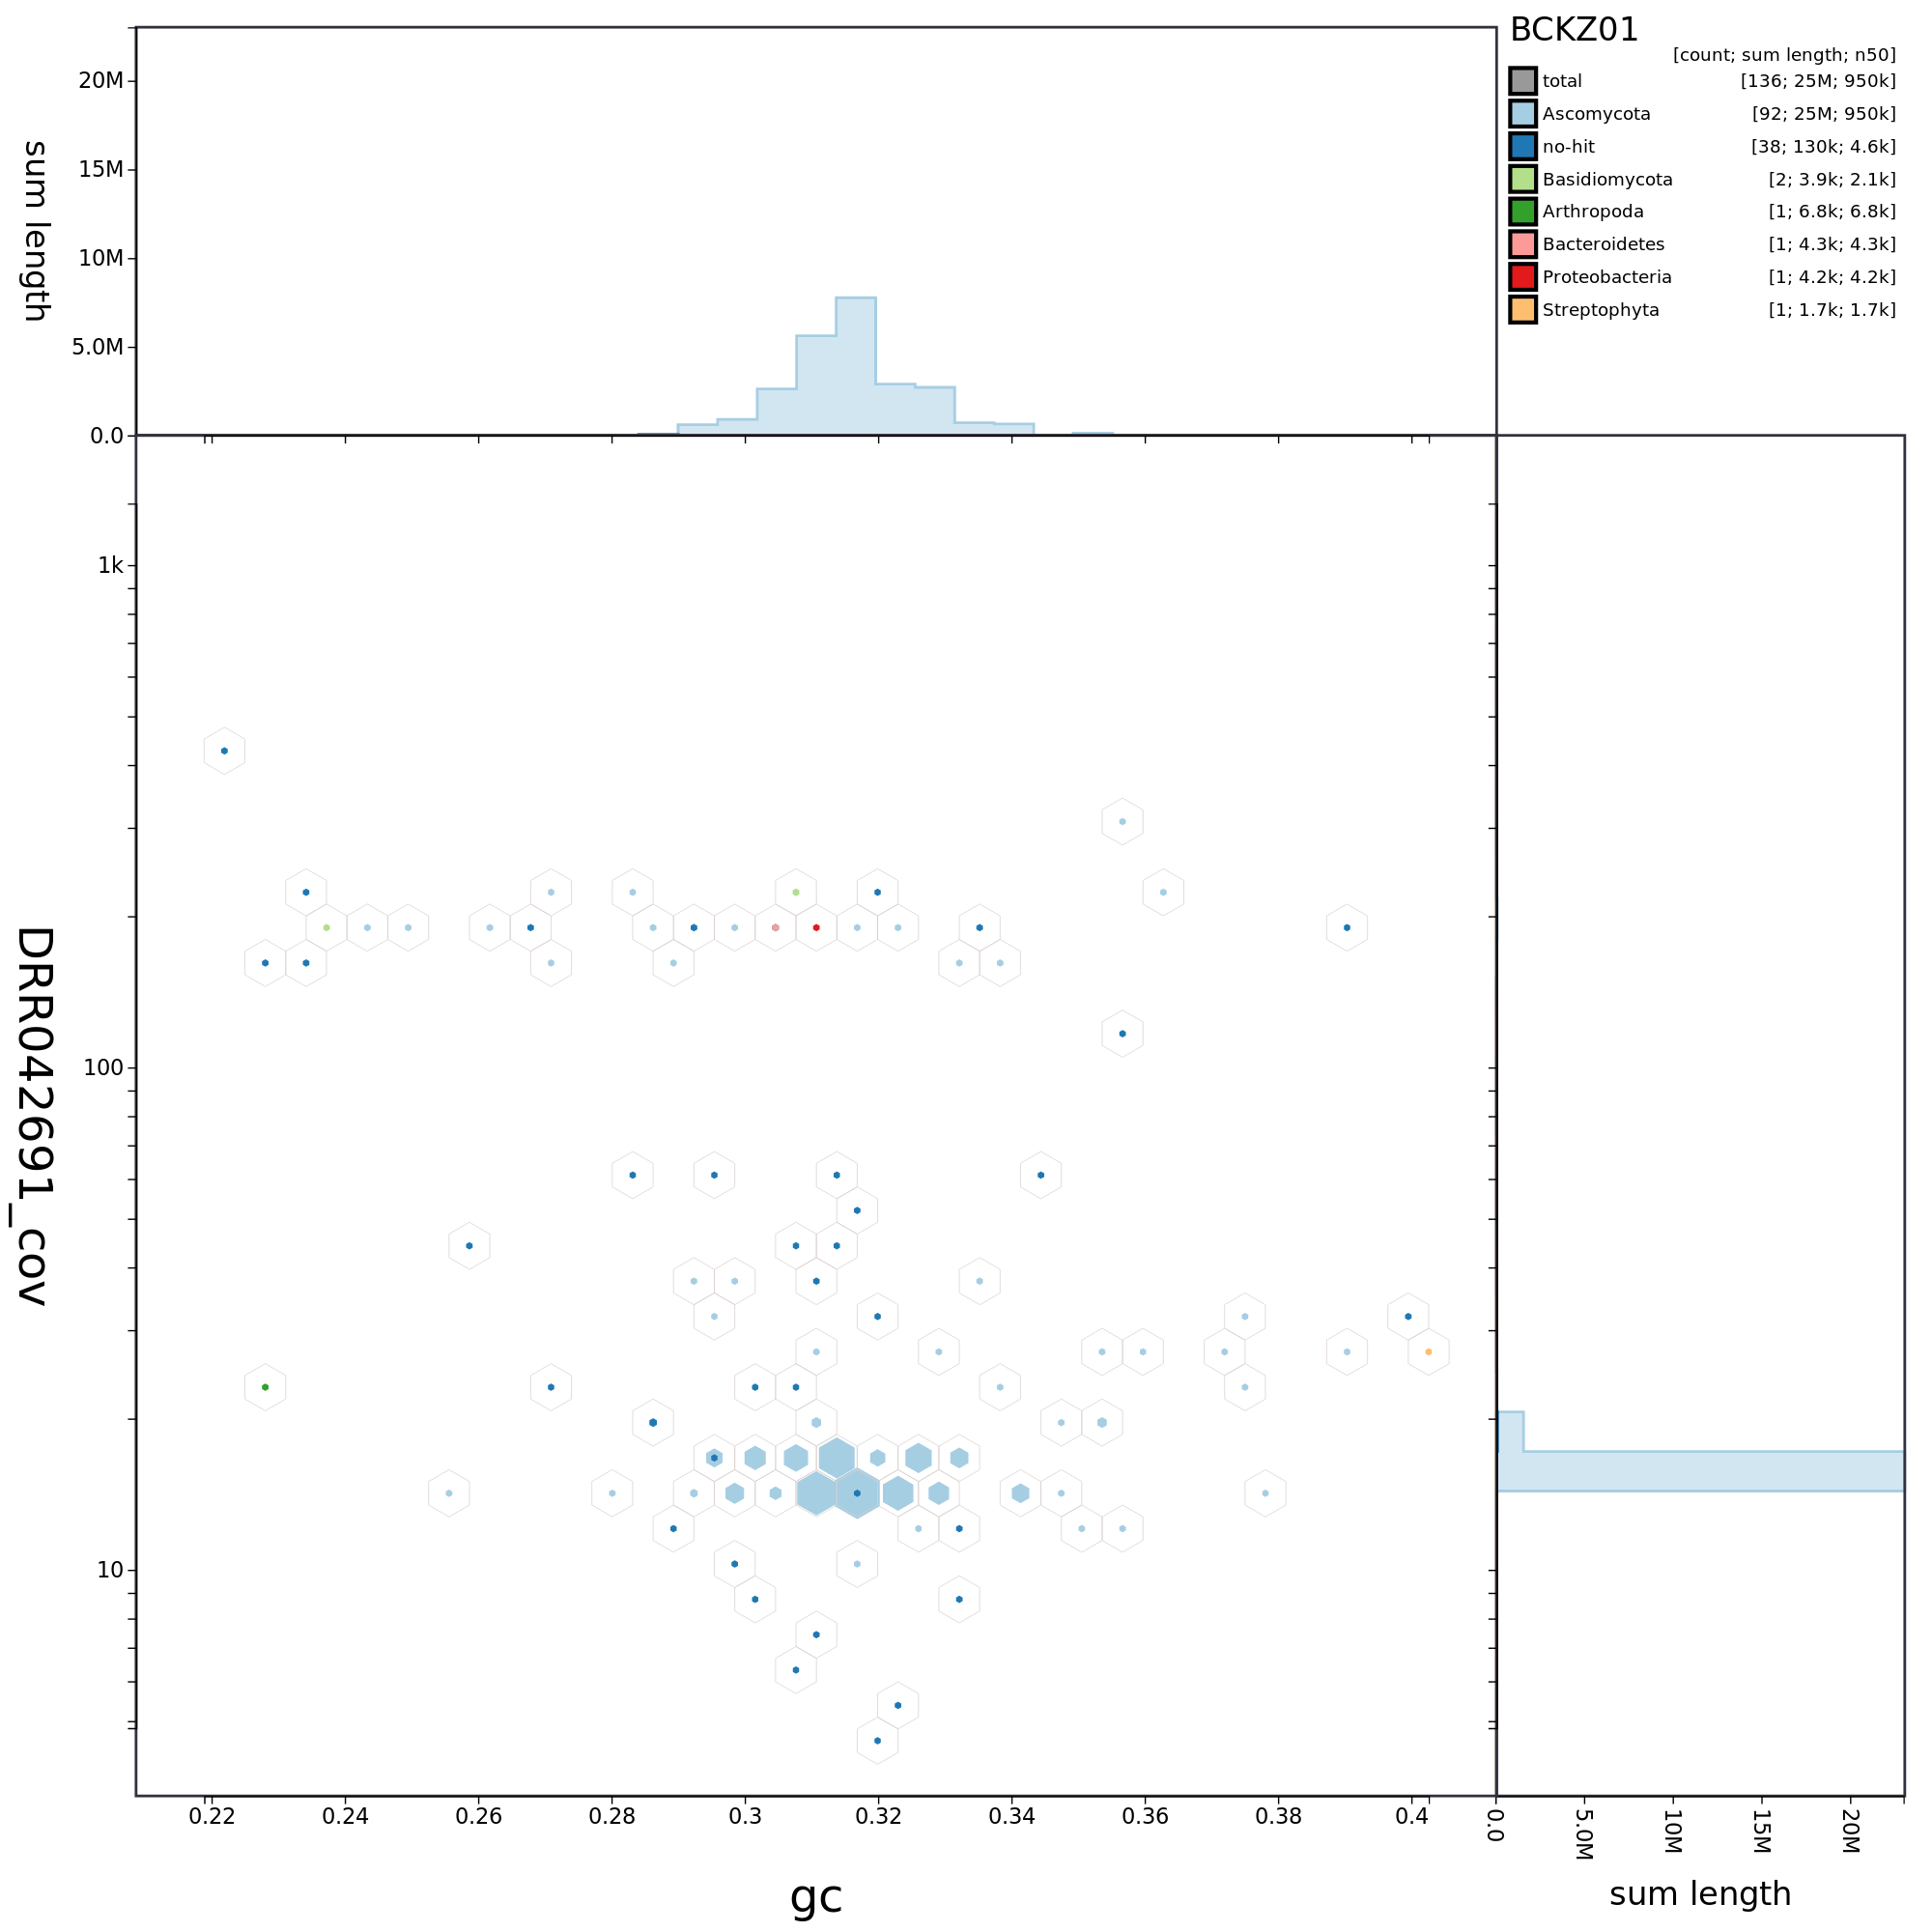 BCKZ01
[count; sum length; n50]
total [136; 25M; 950k]
Ascomycota [92; 25M; 950k]
no-hit [38; 130k; 4.6k]
Basidiomycota [2; 3.9k; 2.1k]
Arthropoda [1; 6.8k; 6.8k]
Bacteroidetes [1; 4.3k; 4.3k]
Proteobacteria [1; 4.2k; 4.2k]
Streptophyta [1; 1.7k; 1.7k]
sum length
20M
15M
10M
5.0M
0.0
DRR042691_cov
1k
100
10
0.22 0.24 0.26 0.28 0.3 0.32 0.34 0.36 0.38 0.4
gc
0.0 5.0M 10M 15M 20M
sum length